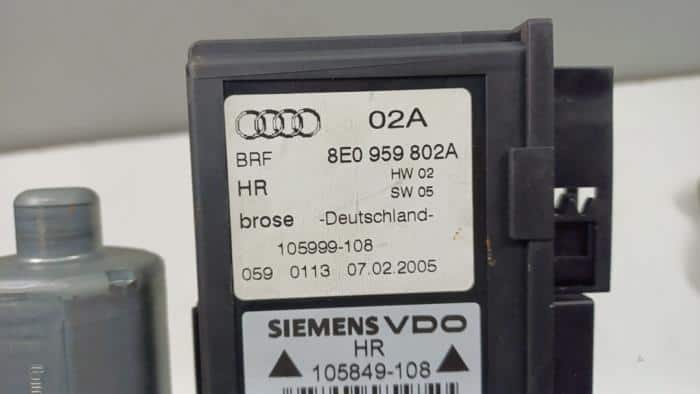 02A
BRF 8E0 959 802A
HR HW 02
SW 05
brose -Deutschland-
105999-108
059 0113 07.02.2005
SIEMENS VDO
HR
105849-108